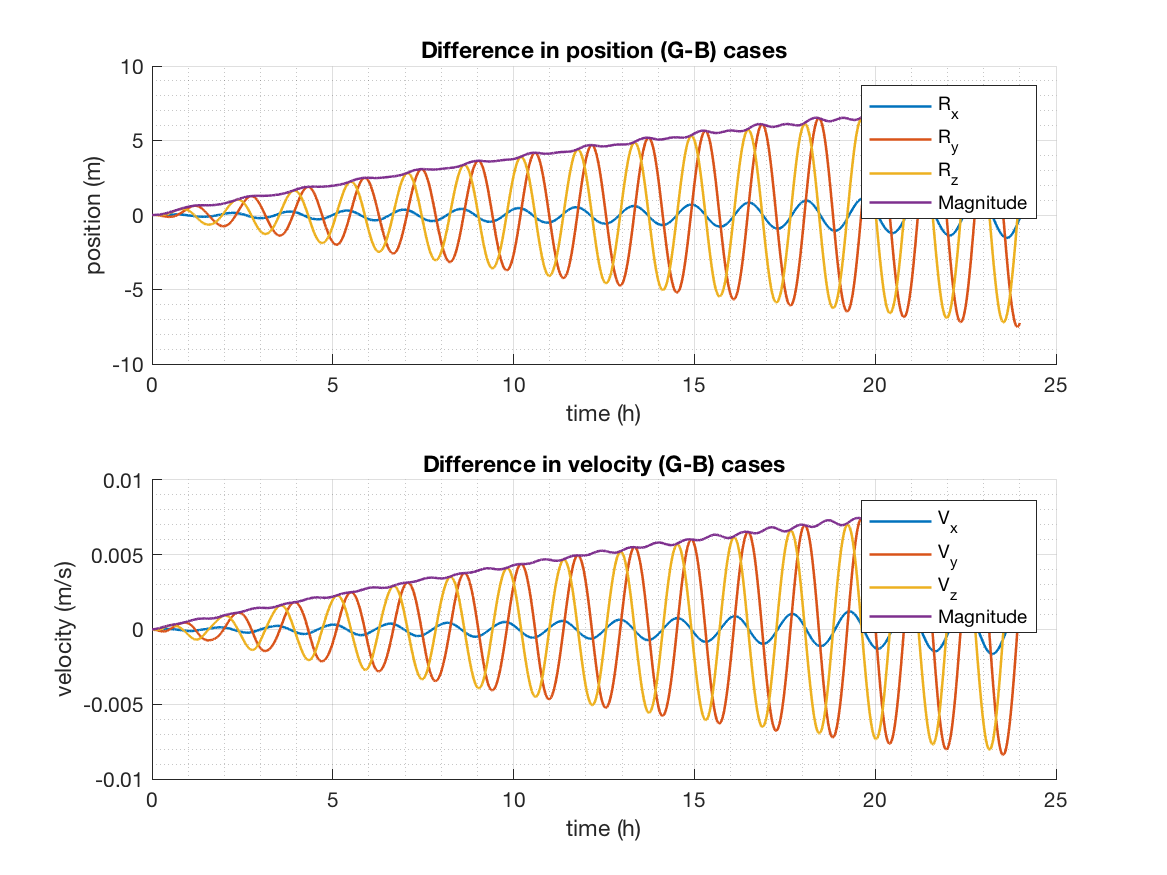 Difference in position (G-B) cases
10
5
0
-5
-10
position (m)
0 5 10 15 20 25
time (h)
R_x
R_y
R_z
Magnitude
Difference in velocity (G-B) cases
0.01
0.005
0
-0.005
-0.01
velocity (m/s)
0 5 10 15 20 25
time (h)
V_x
V_y
V_z
Magnitude